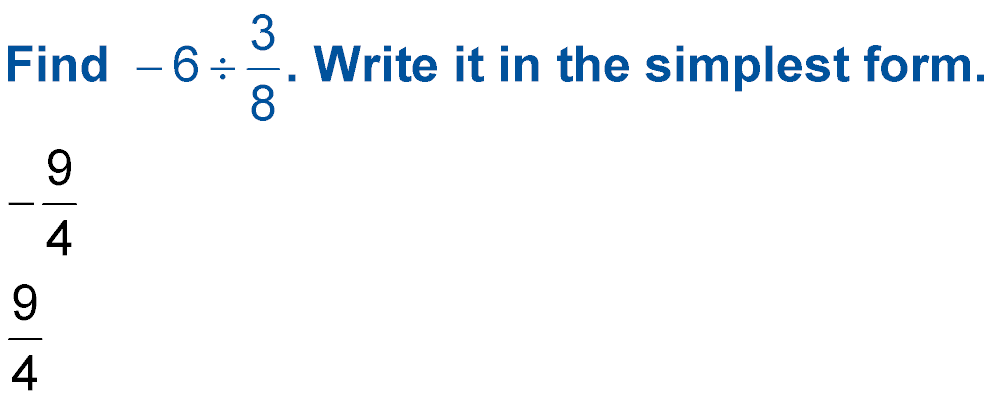 Find −6 ÷ 3/8. Write it in the simplest form.
−9/4
9/4